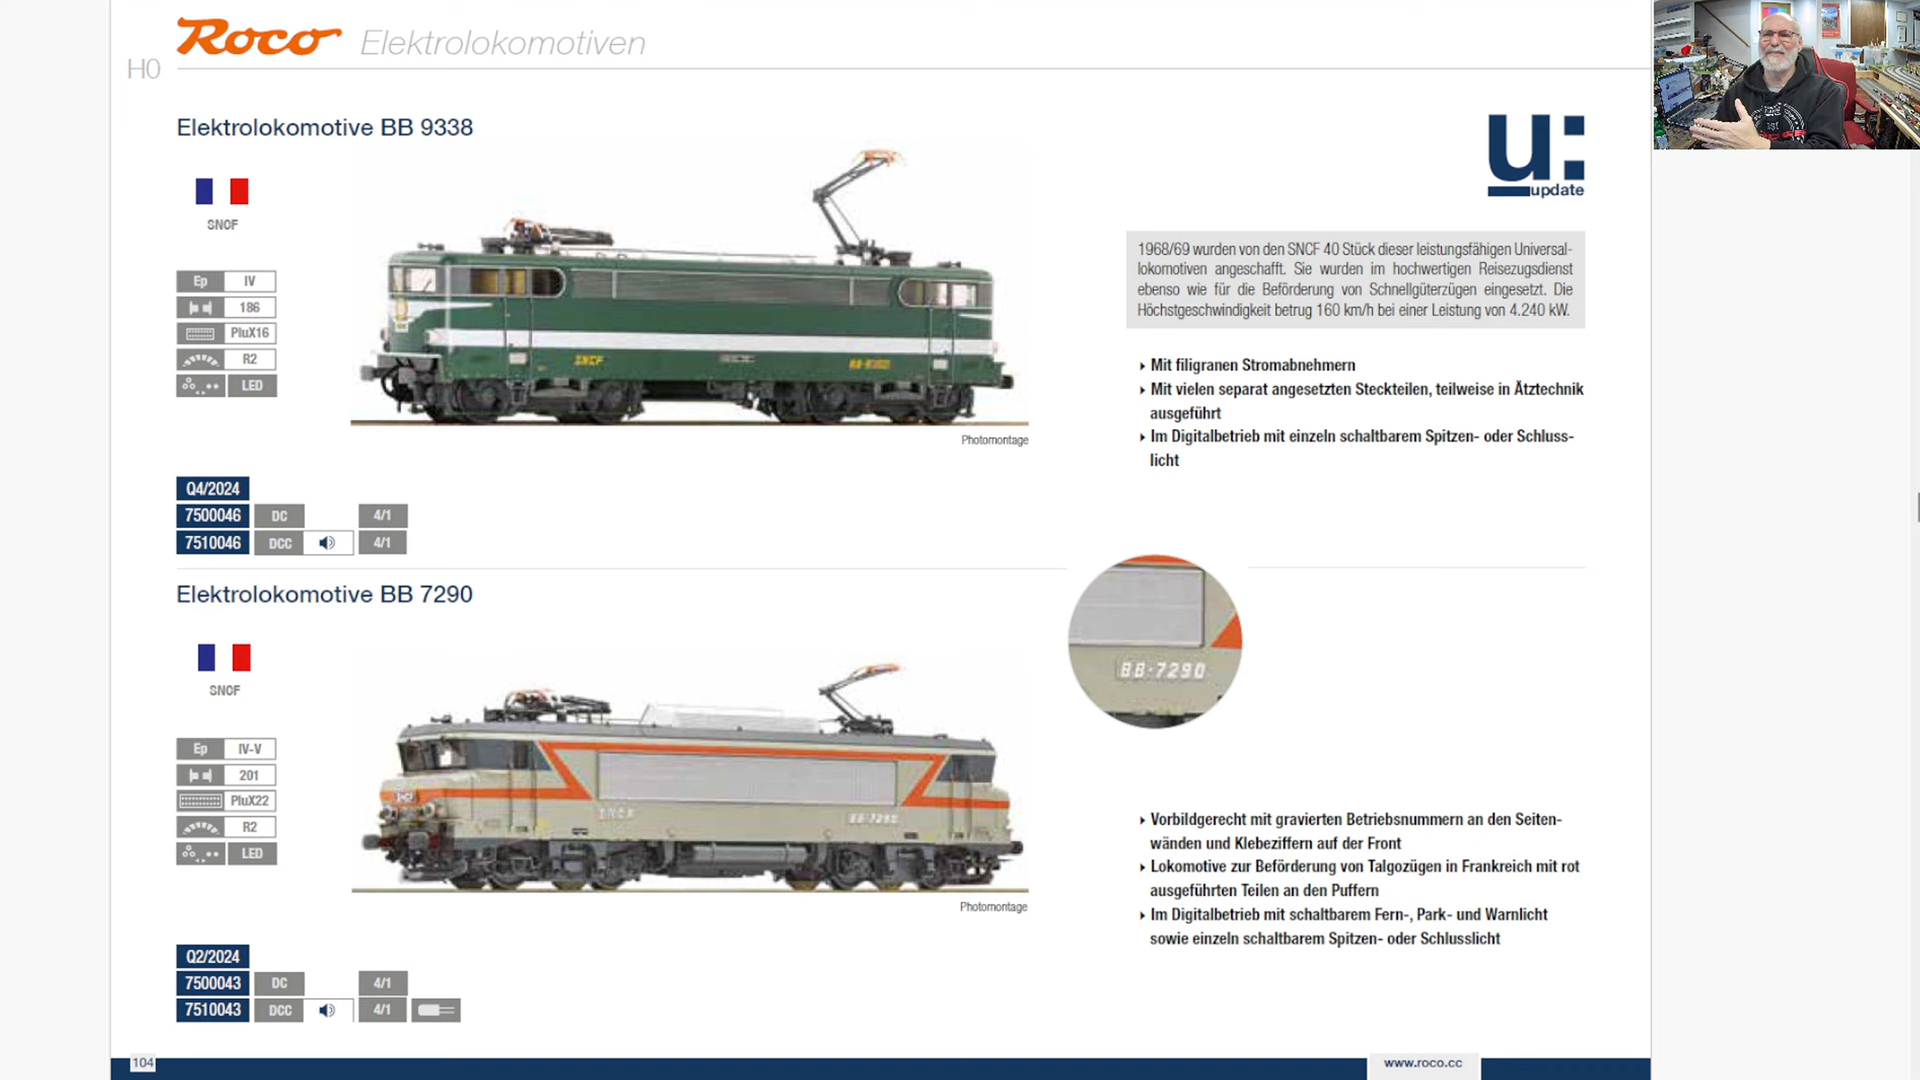 Roco Elektrolokomotiven
H0
Elektrolokomotive BB 9338
u:
update
SNCF
Ep IV
186
PluX16
R2
LED
1968/69 wurden von den SNCF 40 Stück dieser leistungsfähigen Universal-
lokomotiven angeschafft. Sie wurden im hochwertigen Reisezugsdienst
ebenso wie für die Beförderung von Schnellgüterzügen eingesetzt. Die
Höchstgeschwindigkeit betrug 160 km/h bei einer Leistung von 4.240 kW.
SNCF
Mit filigranen Stromabnehmern
Mit vielen separat angesetzten Steckteilen, teilweise in Ätztechnik
ausgeführt
Im Digitalbetrieb mit einzeln schaltbarem Spitzen- oder Schluss-
licht
Photomontage
Q4/2024
7500046 DC 4/1
7510046 DCC 4/1
Elektrolokomotive BB 7290
BB-7290
SNCF
Ep IV-V
201
PluX22
R2
LED
SNCF
BB-7290
Vorbildgerecht mit gravierten Betriebsnummern an den Seiten-
wänden und Klebeziffern auf der Front
Lokomotive zur Beförderung von Talgozügen in Frankreich mit rot
ausgeführten Teilen an den Puffern
Im Digitalbetrieb mit schaltbarem Fern-, Park- und Warnlicht
sowie einzeln schaltbarem Spitzen- oder Schlusslicht
Photomontage
Q2/2024
7500043 DC 4/1
7510043 DCC 4/1
104
www.roco.cc